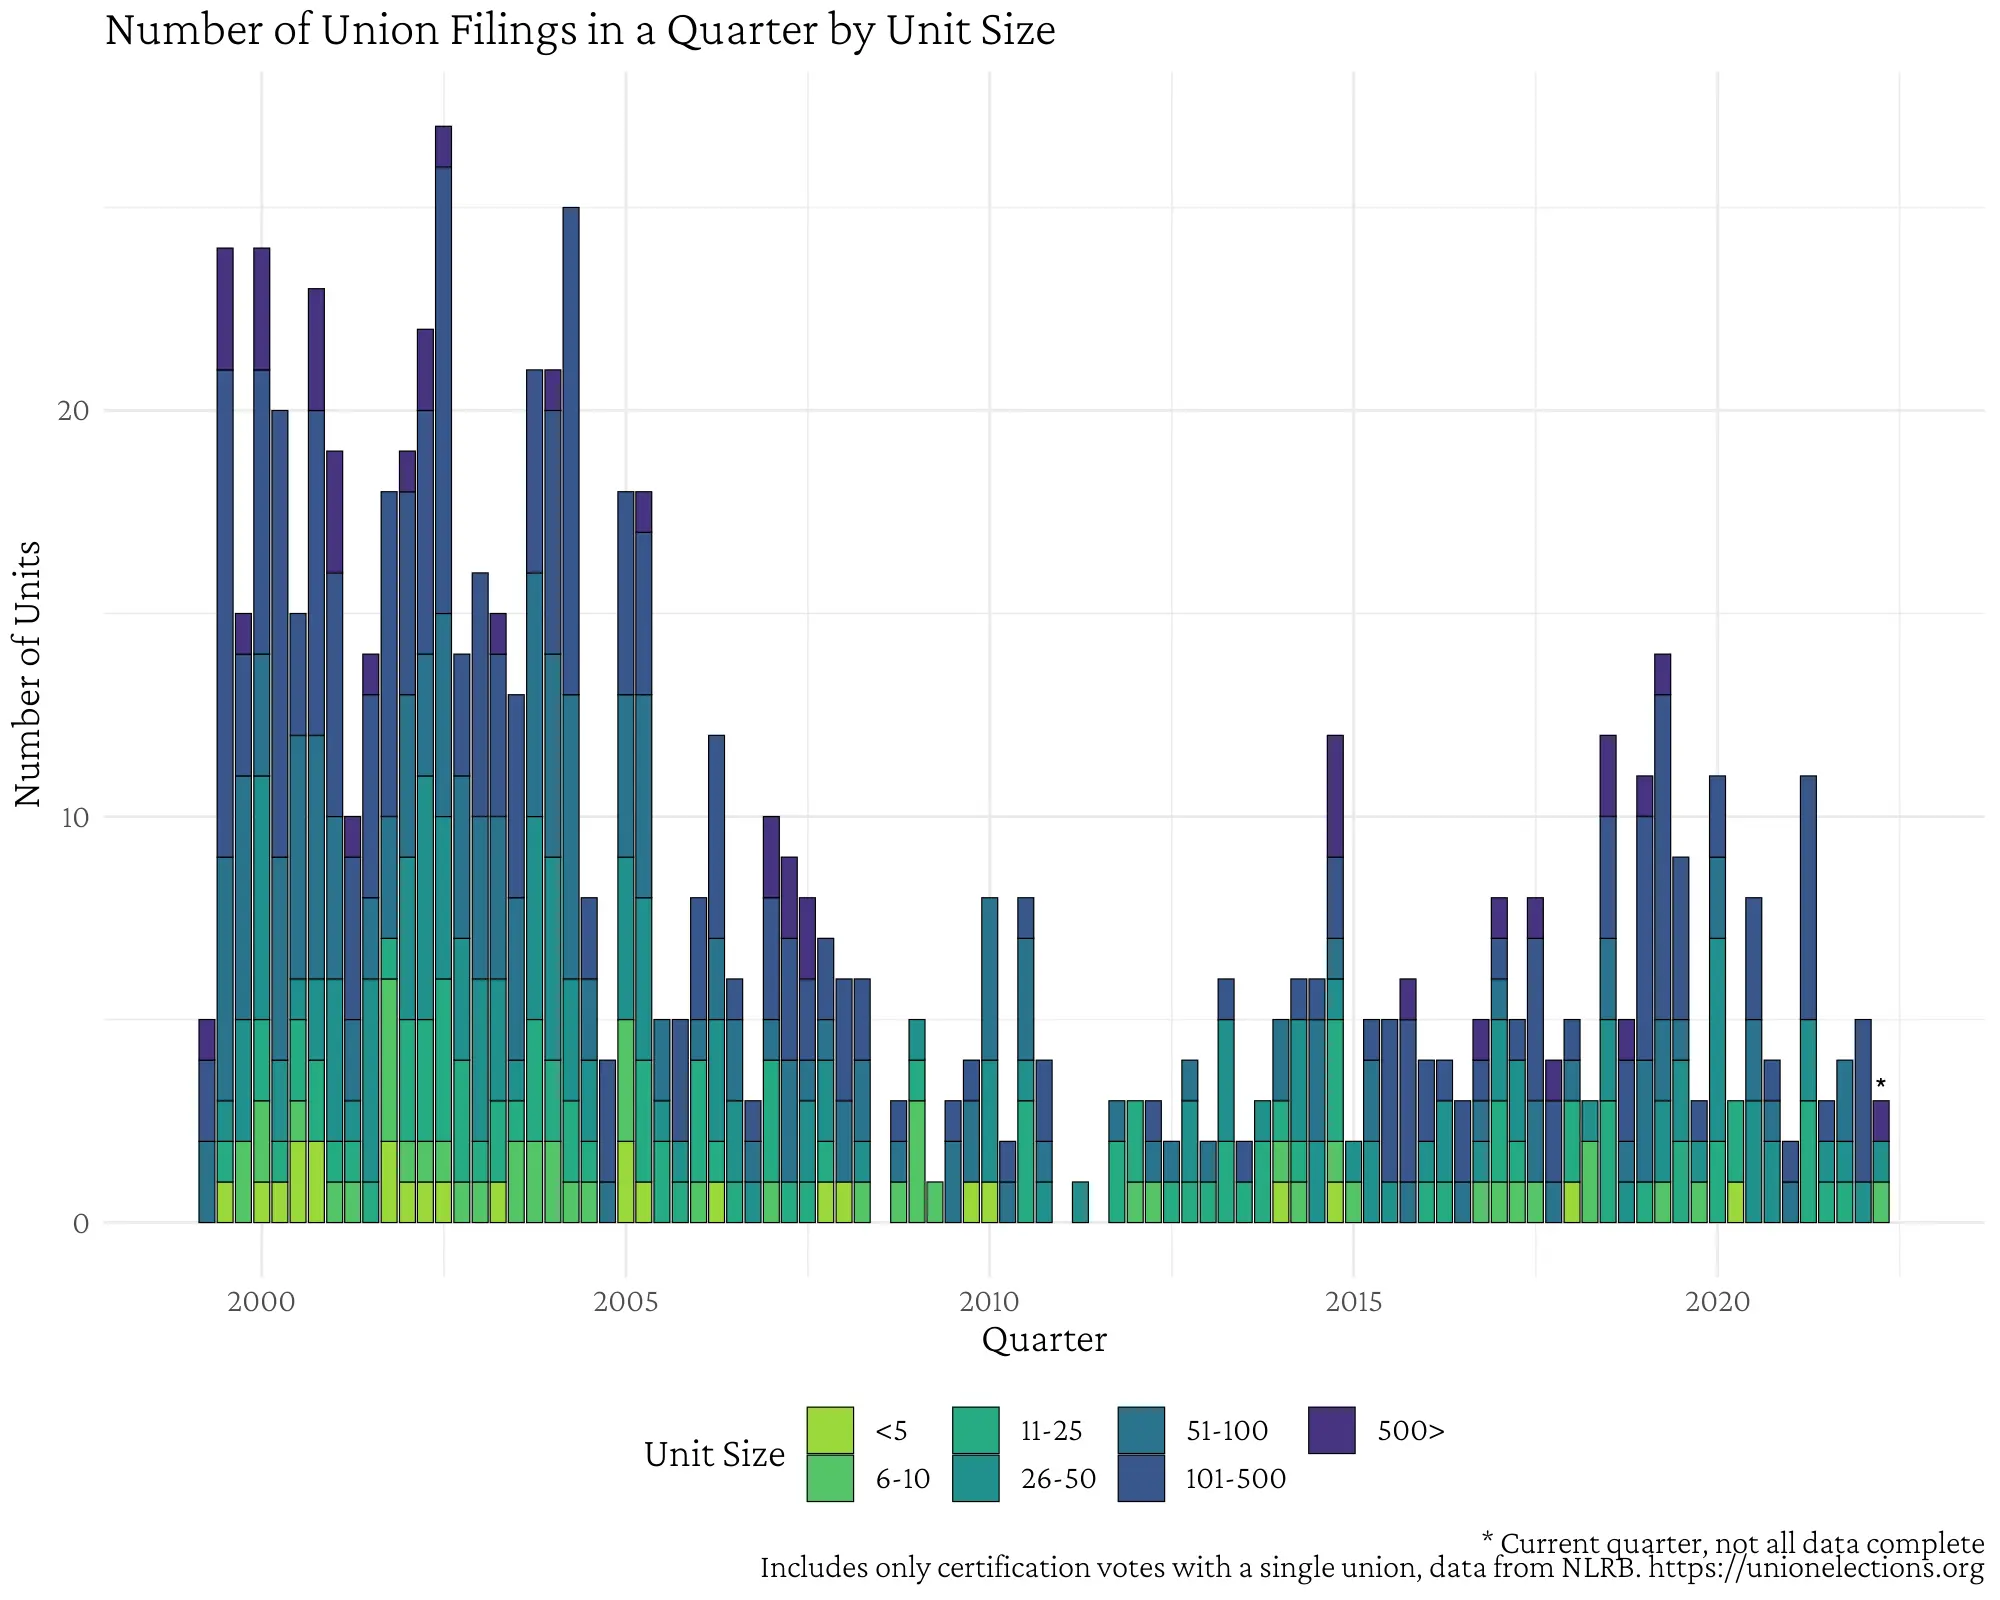 Number of Union Filings in a Quarter by Unit Size
Number of Units
20
10
0
*
2000 2005 2010 2015 2020
Quarter
Unit Size
<5 11-25 51-100 500>
6-10 26-50 101-500
* Current quarter, not all data complete
Includes only certification votes with a single union, data from NLRB. https://unionelections.org